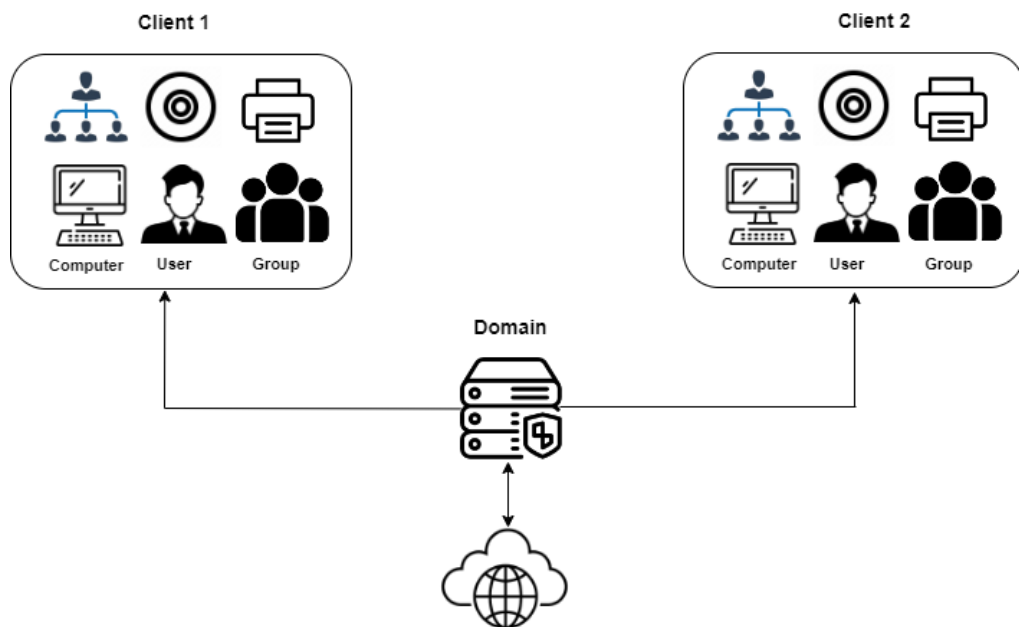 Client 1
Client 2
Computer User Group
Computer User Group
Domain